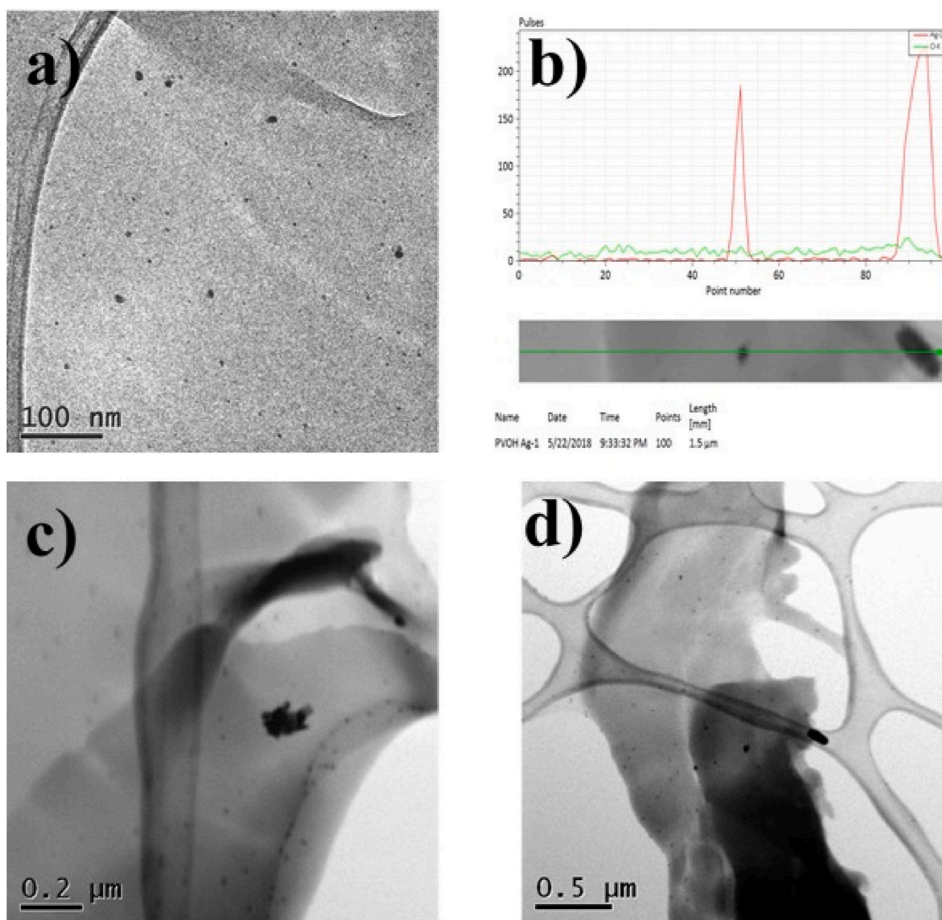 a)
100 nm
b)
Pulses
Ag-
200
150
100
50
0
0 20 40 60 80
Point number
Name Date Time Points Length
[mm]
PVOH Ag-1 5/22/2018 9:33:32 PM 100 1.5 µm
c)
0.2 µm
d)
0.5 µm